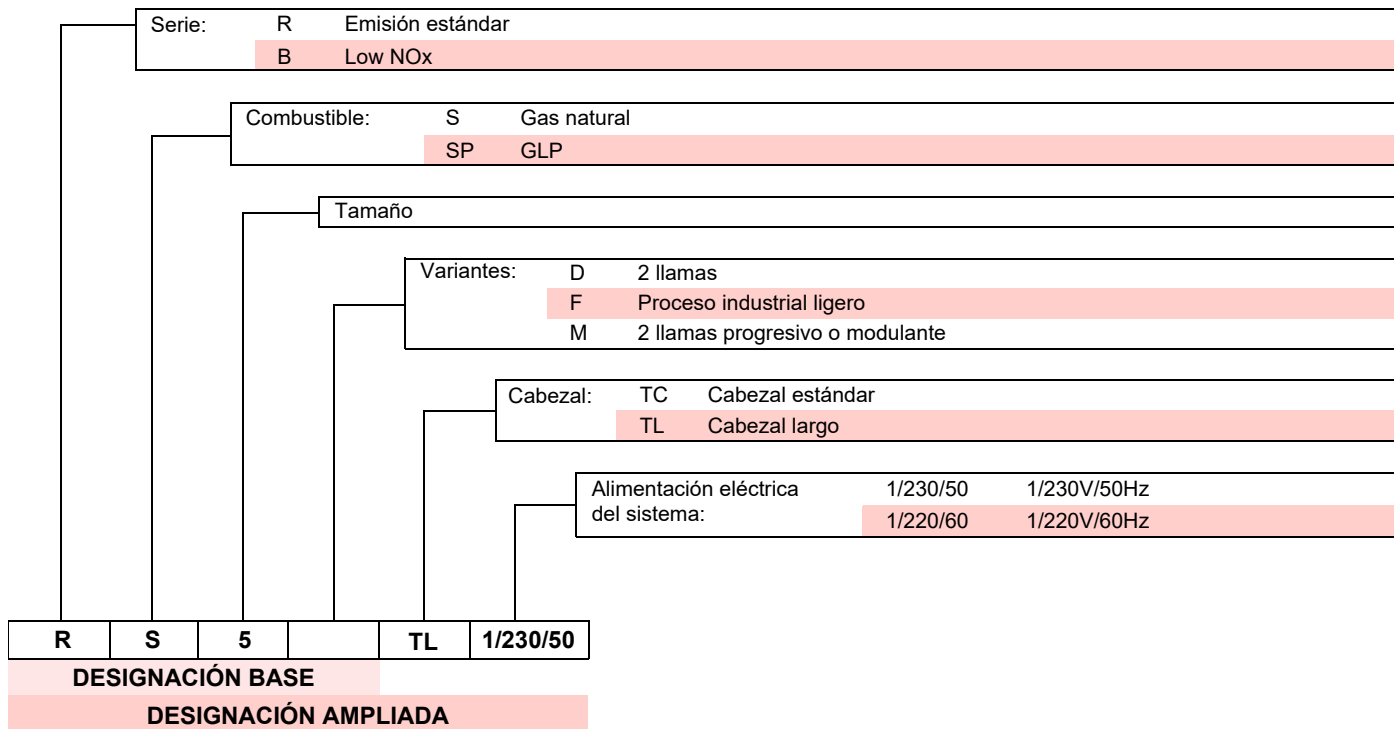 Serie: R Emisión estándar
B Low NOx
Combustible: S Gas natural
SP GLP
Tamaño
Variantes: D 2 llamas
F Proceso industrial ligero
M 2 llamas progresivo o modulante
Cabezal: TC Cabezal estándar
TL Cabezal largo
Alimentación eléctrica 1/230/50 1/230V/50Hz
del sistema: 1/220/60 1/220V/60Hz
R S 5 TL 1/230/50
DESIGNACIÓN BASE
DESIGNACIÓN AMPLIADA